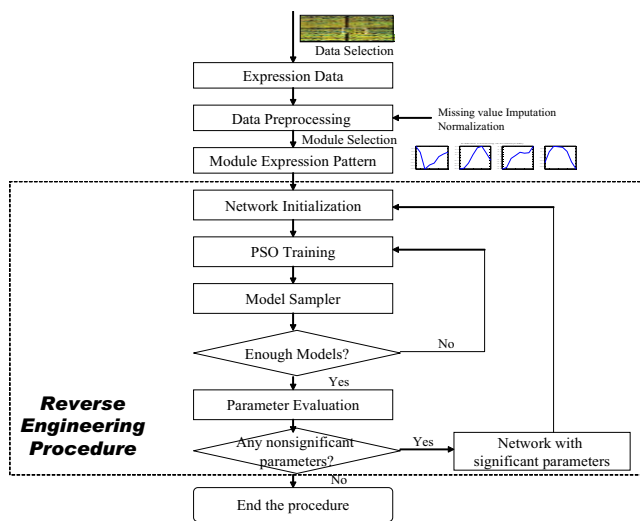 Data Selection
Expression Data
Data Preprocessing
Missing value Imputation
Normalization
Module Selection
Module Expression Pattern
Network Initialization
PSO Training
Model Sampler
Enough Models?
No
Yes
Parameter Evaluation
Reverse
Engineering
Procedure
Any nonsignificant
parameters?
Yes
Network with
significant parameters
No
End the procedure